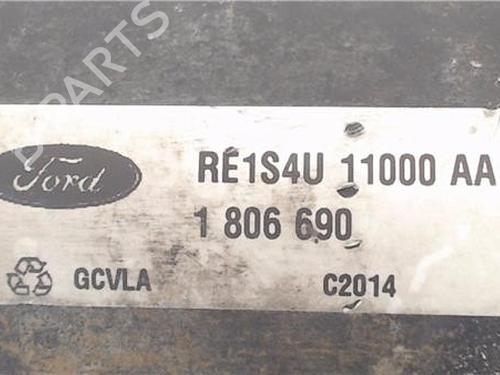 PARTS
Ford
RE1S4U 11000 AA
1 806 690
GCVLA
C2014